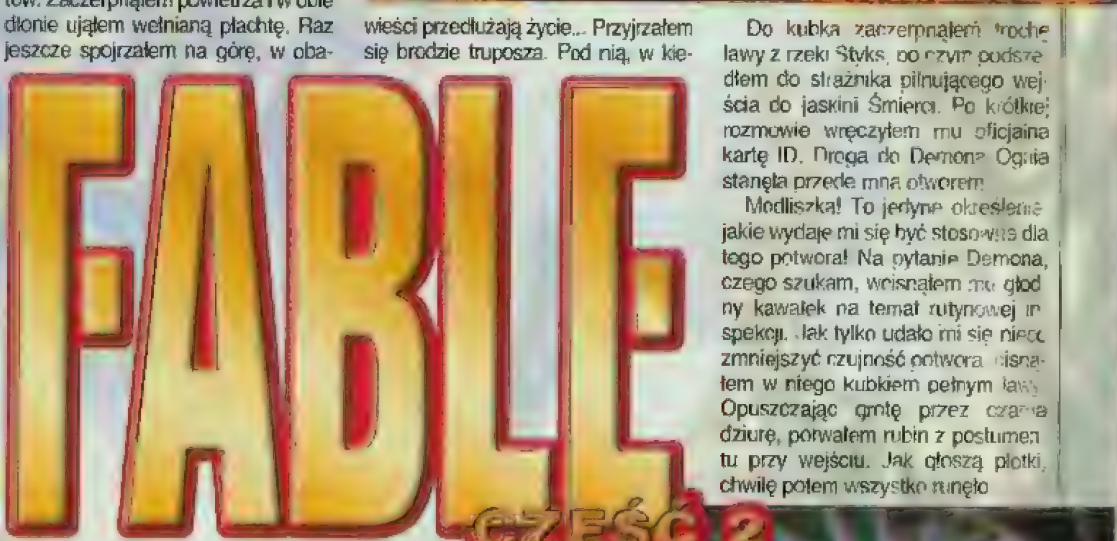 dłonie ująłem wełnianą płachtę. Raz
jeszcze spojrzałem na górę, w oba-
wieści przedłużają życie... Przyjrzałem
się brodzie truposza. Pod nią, w kie-
FABLE
CZĘŚĆ 2
Do kubka zaczerpnąłem trochę
lawy z rzeki Styks, po czym podsze-
dłem do strażnika pilnującego wej-
ścia do jaskini Śmierci. Po krótkiej
rozmowie wręczyłem mu oficjalną
kartę ID. Droga do Demona Ognia
stanęła przede mną otworem
Modliszka! To jedyne określenie
jakie wydaje mi się być stosowne dla
tego potwora! Na pytanie Demona,
czego szukam, wcisnąłem mu głod
ny kawałek na temat rutynowej in
spekcji. Jak tylko udało mi się nieco
zmniejszyć czujność potwora cisną-
łem w niego kubkiem pełnym lawy
Opuszczając grotę przez czarną
dziurę, porwałem rubin z postumen
tu przy wejściu. Jak głoszą plotki,
chwilę potem wszystko runęło